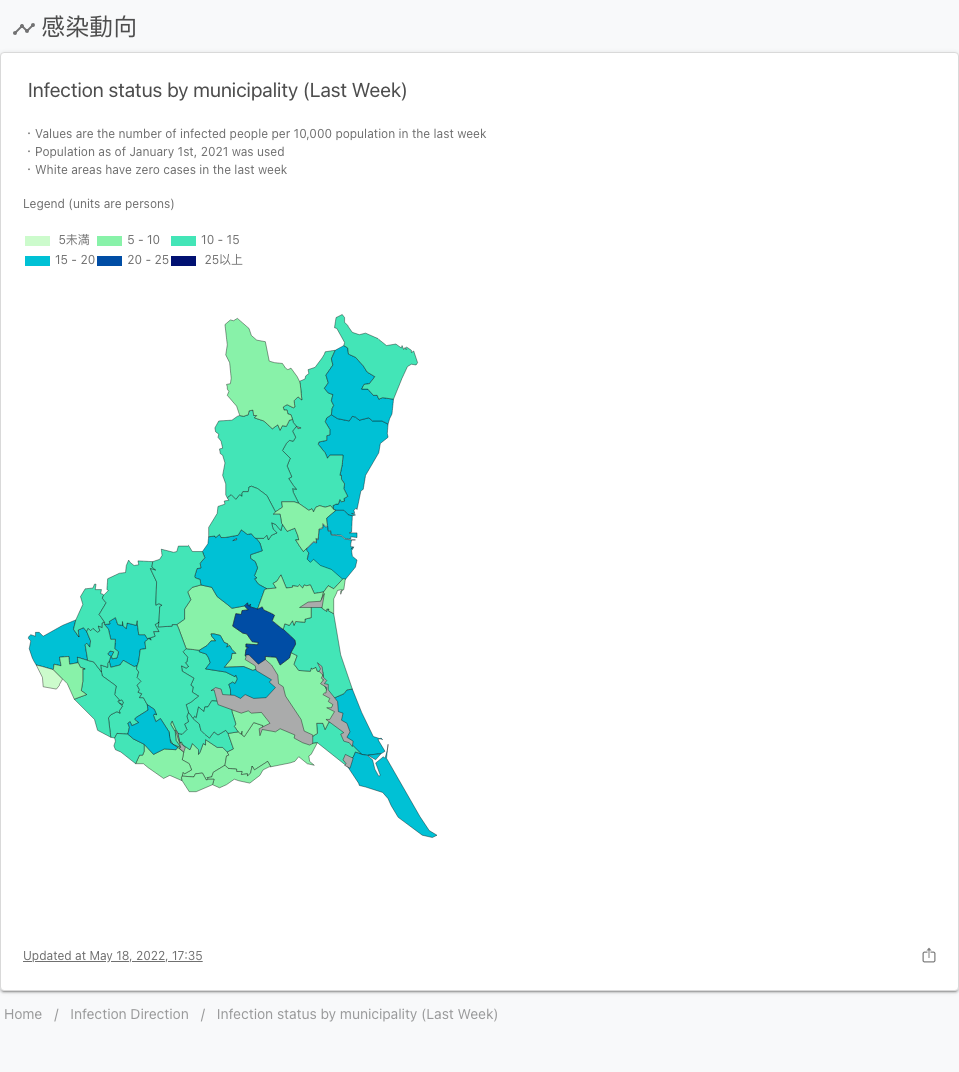 感染動向
Infection status by municipality (Last Week)
・Values are the number of infected people per 10,000 population in the last week
・Population as of January 1st, 2021 was used
・White areas have zero cases in the last week
Legend (units are persons)
5未満 5 - 10 10 - 15
15 - 20 20 - 25 25以上
Updated at May 18, 2022, 17:35
Home / Infection Direction / Infection status by municipality (Last Week)